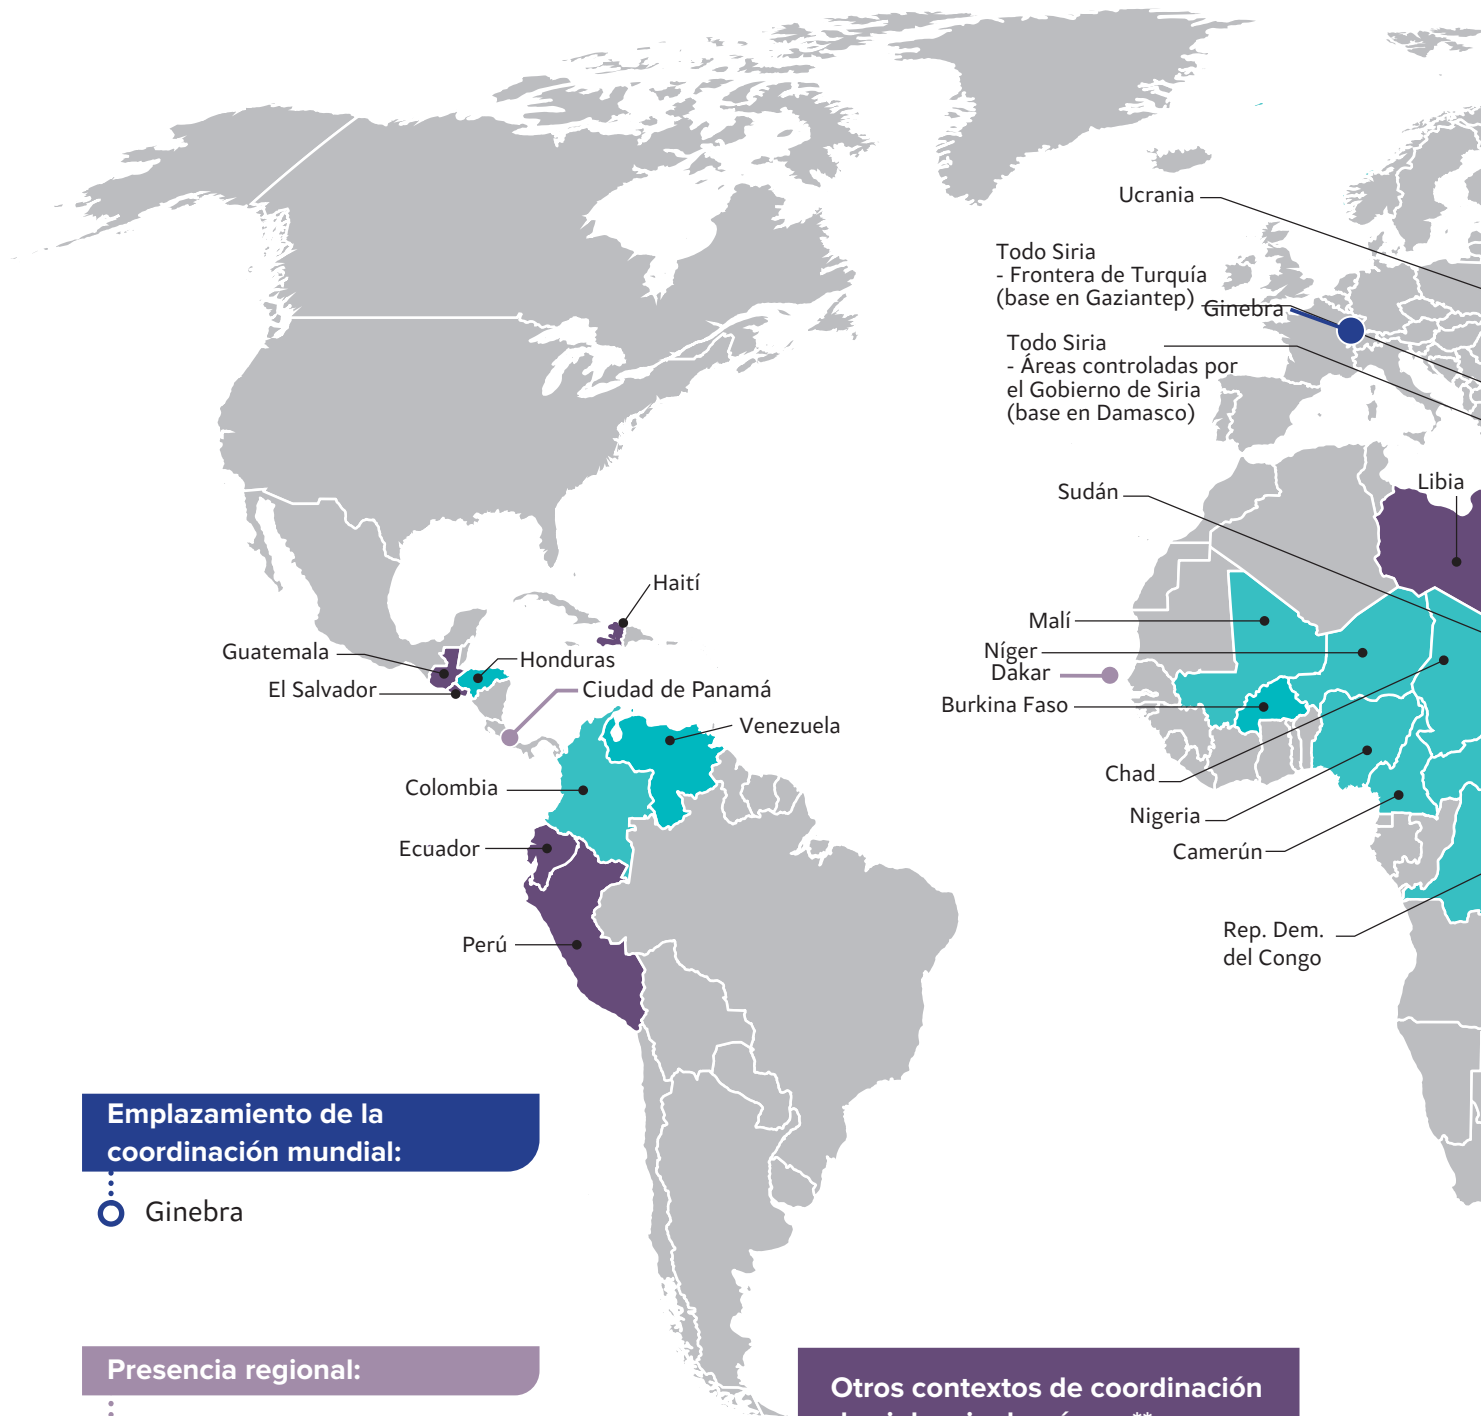 Ucrania
Todo Siria
- Frontera de Turquía
(base en Gaziantep)
Ginebra
Todo Siria
- Áreas controladas por
el Gobierno de Siria
(base en Damasco)
Sudán
Libia
Haití
Malí
Guatemala
Honduras
Níger
Dakar
El Salvador
Ciudad de Panamá
Burkina Faso
Venezuela
Chad
Colombia
Nigeria
Ecuador
Camerún
Perú
Rep. Dem.
del Congo
Emplazamiento de la
coordinación mundial:
Ginebra
Presencia regional:
Otros contextos de coordinación